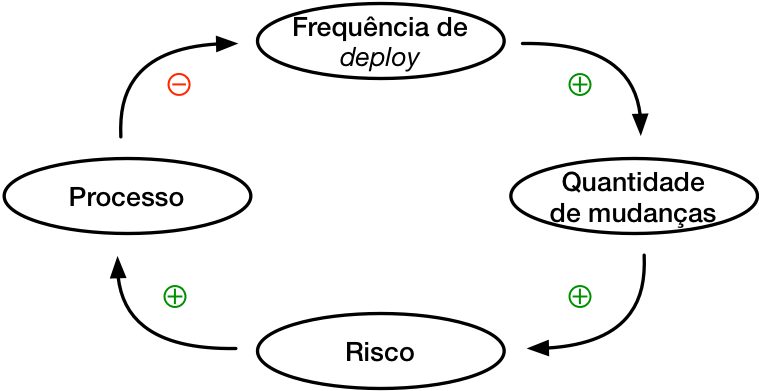 Frequência de
deploy
⊖
⊕
Processo
Quantidade
de mudanças
⊕
⊕
Risco